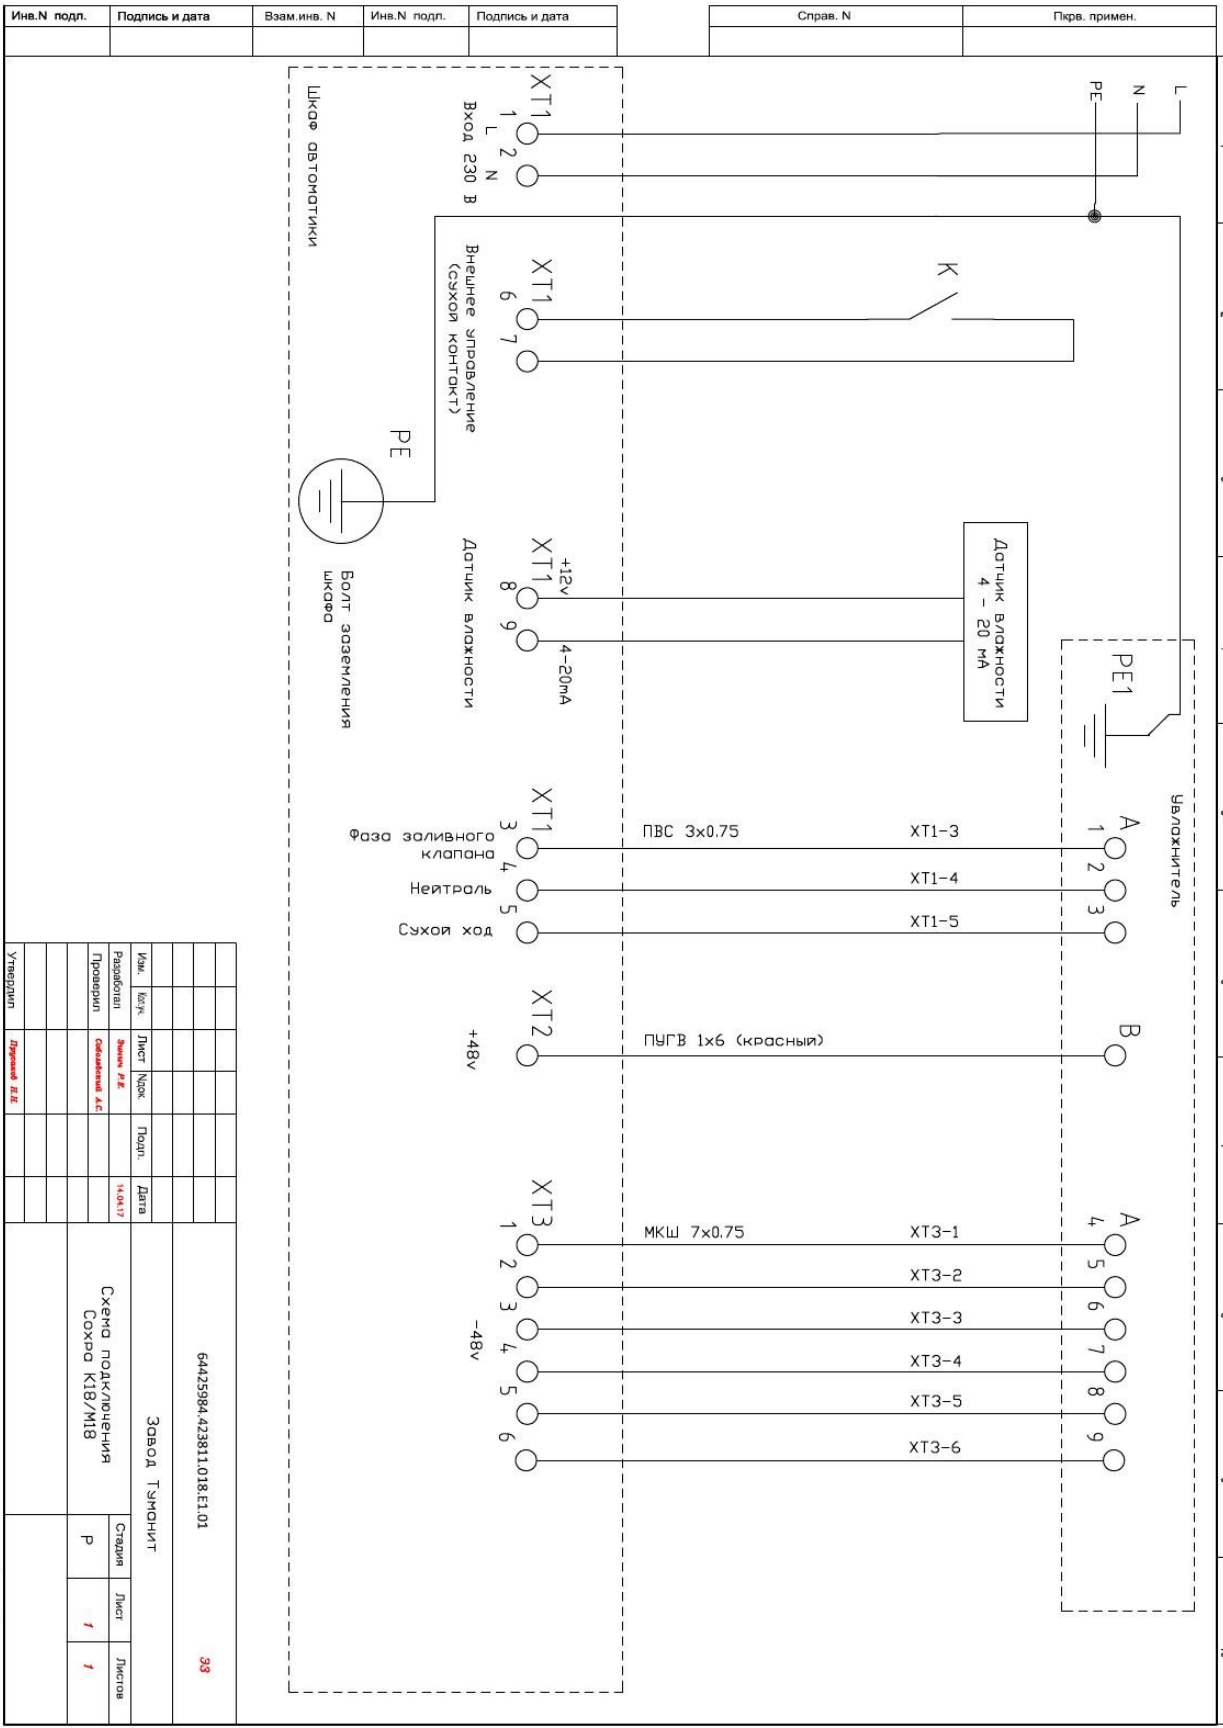 Инв.N подл.
Подпись и дата
Взам.инв. N
Инв.N подл.
Подпись и дата
Справ. N
Пкрв. примен.
L
N
PE
Шкаф автоматики
XT1
1
2
L
N
Вход 230 В
XT1
6
7
Внешнее управление
(сухой контакт)
K
PE
Болт заземления
шкафа
XT1
+12v
8
9
4-20mA
Датчик влажности
Датчик влажности
4 - 20 мА
PE1
Увлажнитель
XT1
3
4
5
Фаза заливного
клапана
Нейтраль
Сухой ход
ПВС 3x0.75
XT1-3
XT1-4
XT1-5
A
1
2
3
XT2
+48v
ПУГВ 1x6 (красный)
B
XT3
1
2
3
4
5
6
-48v
МКШ 7x0.75
XT3-1
XT3-2
XT3-3
XT3-4
XT3-5
XT3-6
A
4
5
6
7
8
9
64425984.423811.018.E1.01
ЭЗ
Завод Туманит
Изм.
Кол.уч.
Лист
Nдок.
Подп.
Дата
Разработал
Р.Е.
14.04.17
Проверил
А.С.
Утвердил
Н.Н.
Схема подключения
Сохра К18/М18
Стадия
Лист
Листов
Р
1
1